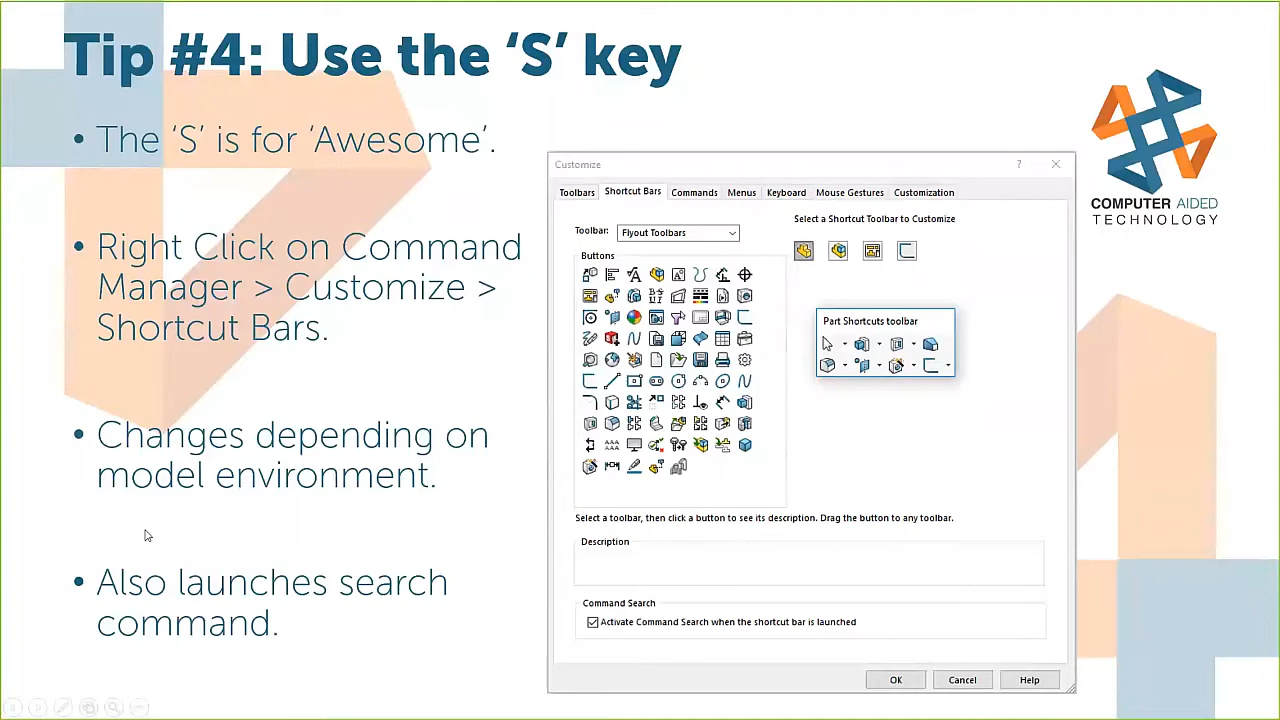 Tip #4: Use the ‘S’ key
• The ‘S’ is for ‘Awesome’.
• Right Click on Command
Manager > Customize >
Shortcut Bars.
• Changes depending on
model environment.
• Also launches search
command.
COMPUTER AIDED
TECHNOLOGY
Customize
Toolbars Shortcut Bars Commands Menus Keyboard Mouse Gestures Customization
Toolbar: Flyout Toolbars
Select a Shortcut Toolbar to Customize
Buttons
Part Shortcuts toolbar
Select a toolbar, then click a button to see its description. Drag the button to any toolbar.
Description
Command Search
Activate Command Search when the shortcut bar is launched
OK Cancel Help